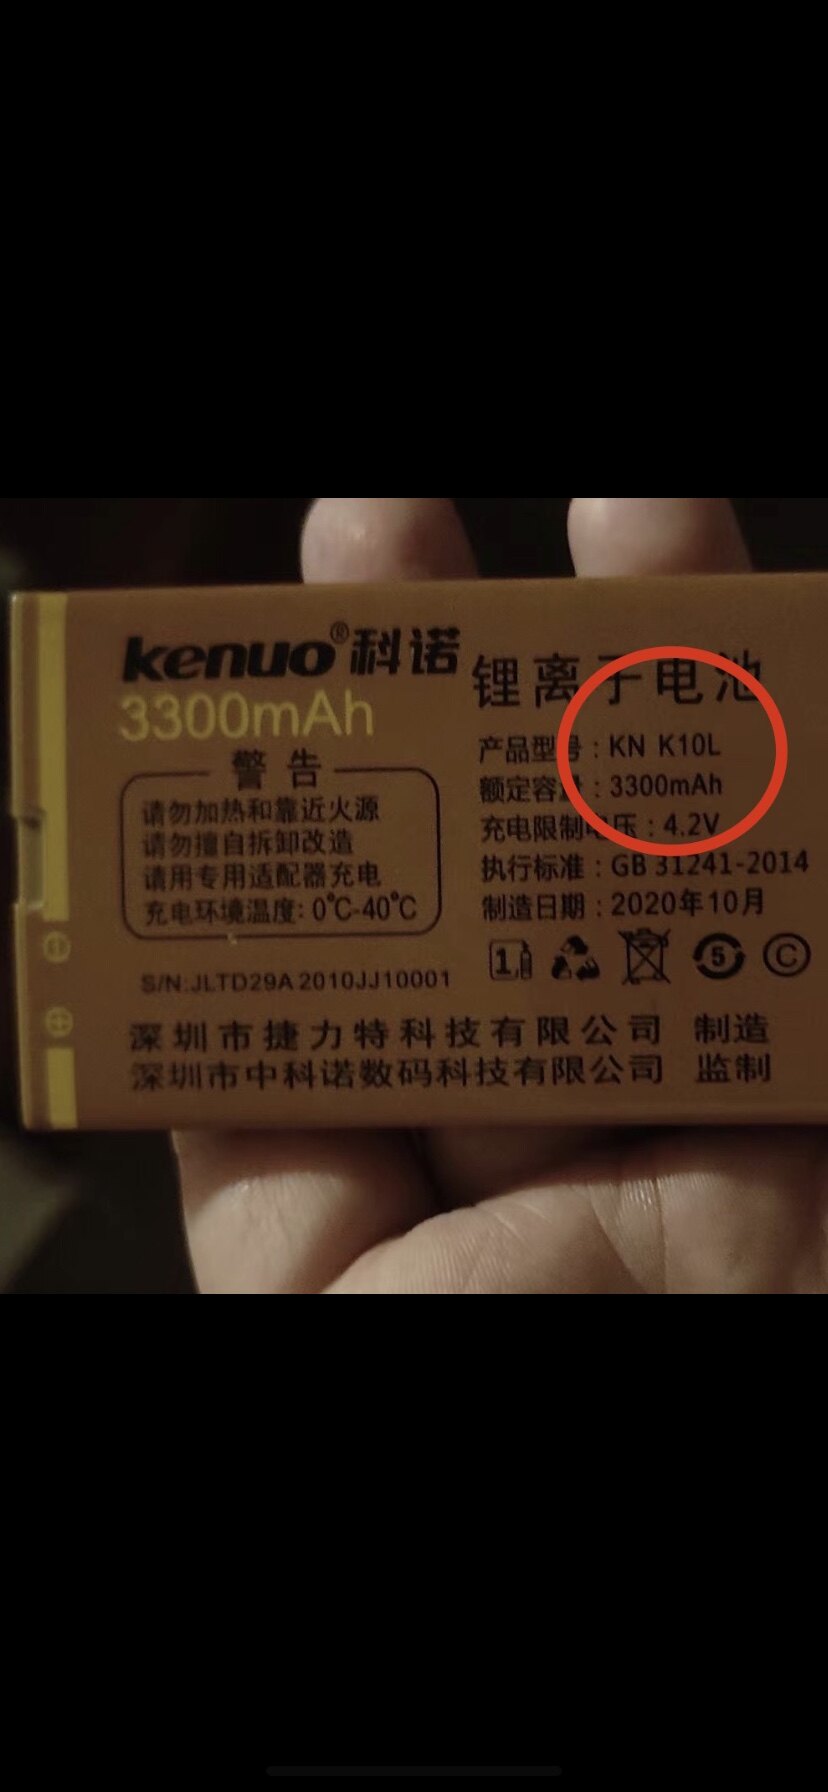 kenuo®科诺
3300mAh
警告
请勿加热和靠近火源
请勿擅自拆卸改造
请用专用适配器充电
充电环境温度: 0°C-40°C
锂离子电池
产品型号：KN K10L
额定容量：3300mAh
充电限制电压：4.2V
执行标准：GB 31241-2014
制造日期：2020年10月
1
5
C
S/N:JLTD29A 2010JJ10001
深圳市捷力特科技有限公司 制造
深圳市中科诺数码科技有限公司 监制